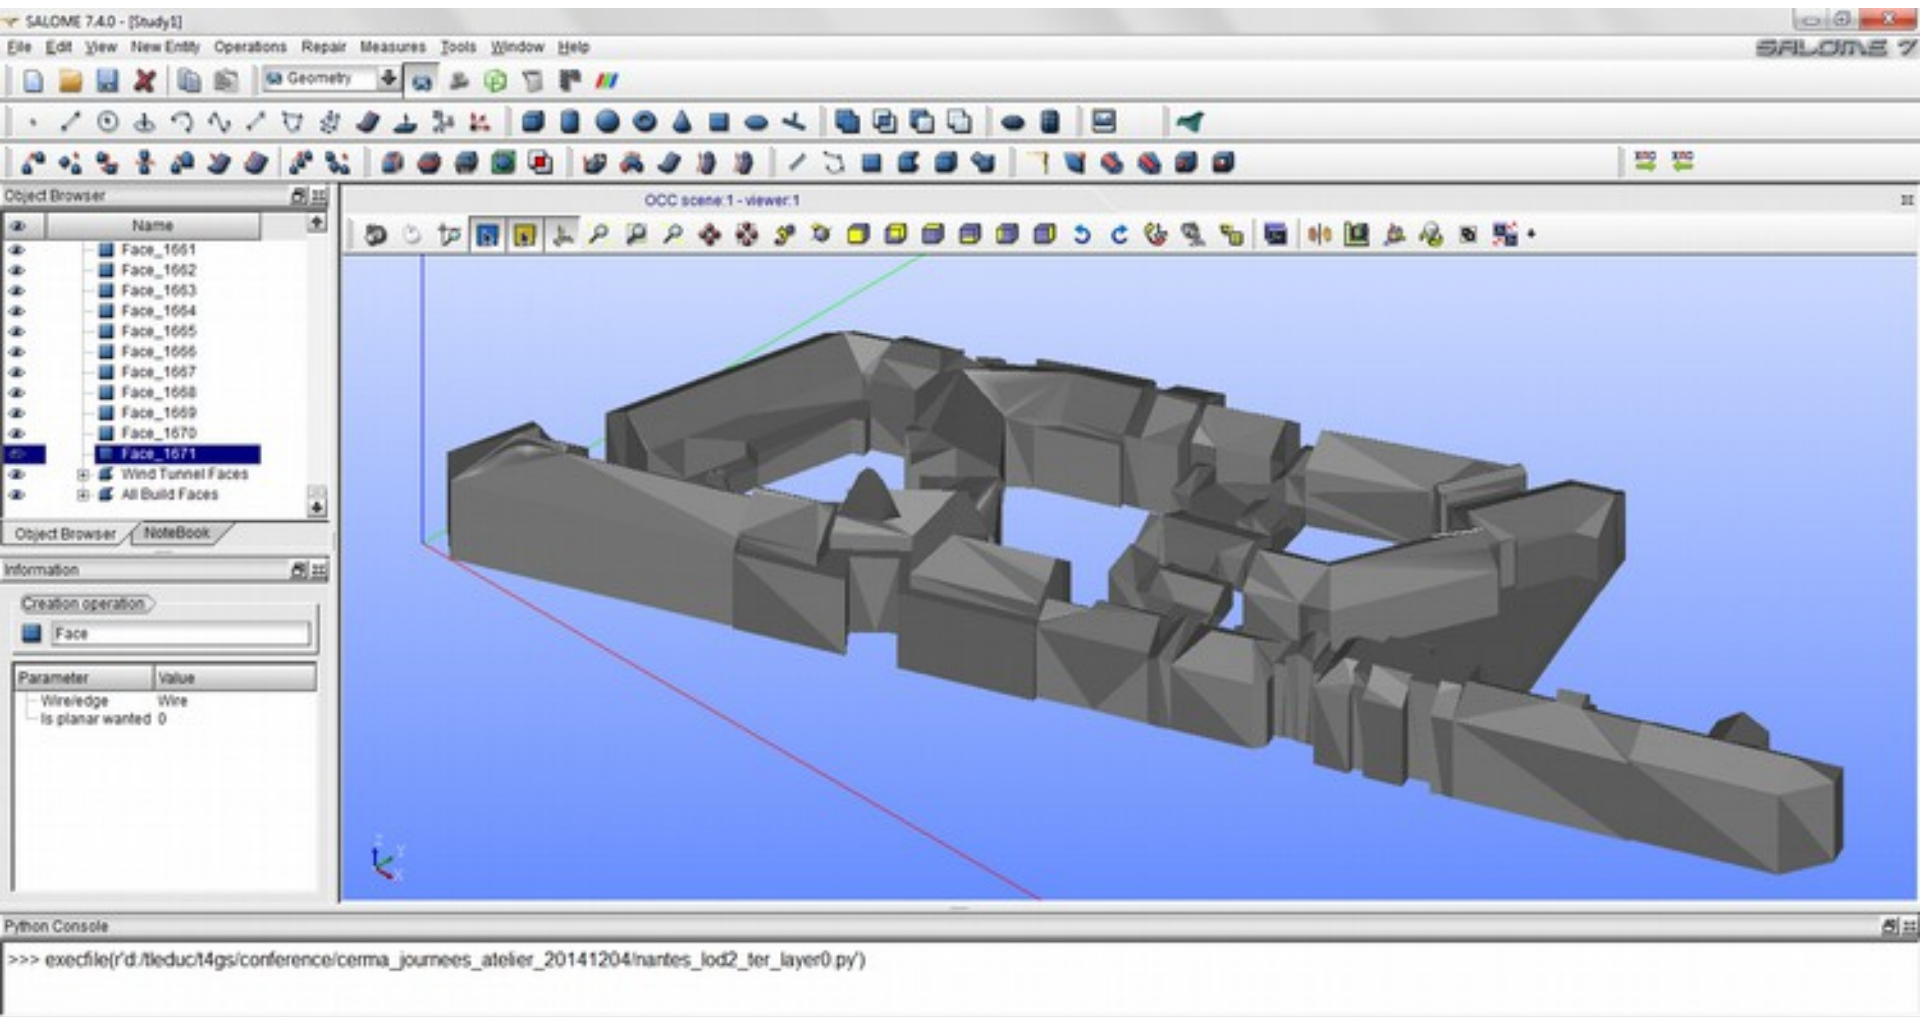 SALOME 7.4.0 - [Study1]
File Edit View New Entity Operations Repair Measures Tools Window Help
SALOME 7
Geometry
Object Browser
OCC scene:1 - viewer:1
Name
Face_1661
Face_1662
Face_1663
Face_1664
Face_1665
Face_1666
Face_1667
Face_1668
Face_1669
Face_1670
Face_1671
Wind Tunnel Faces
All Build Faces
Object Browser NoteBook
Information
Creation operation
Face
Parameter Value
Wire/edge Wire
Is planar wanted 0
Z
Y
X
Python Console
>>> execfile(r'd:/tleduc/t4gs/conference/cerma_journees_atelier_20141204/nantes_lod2_ter_layer0.py')